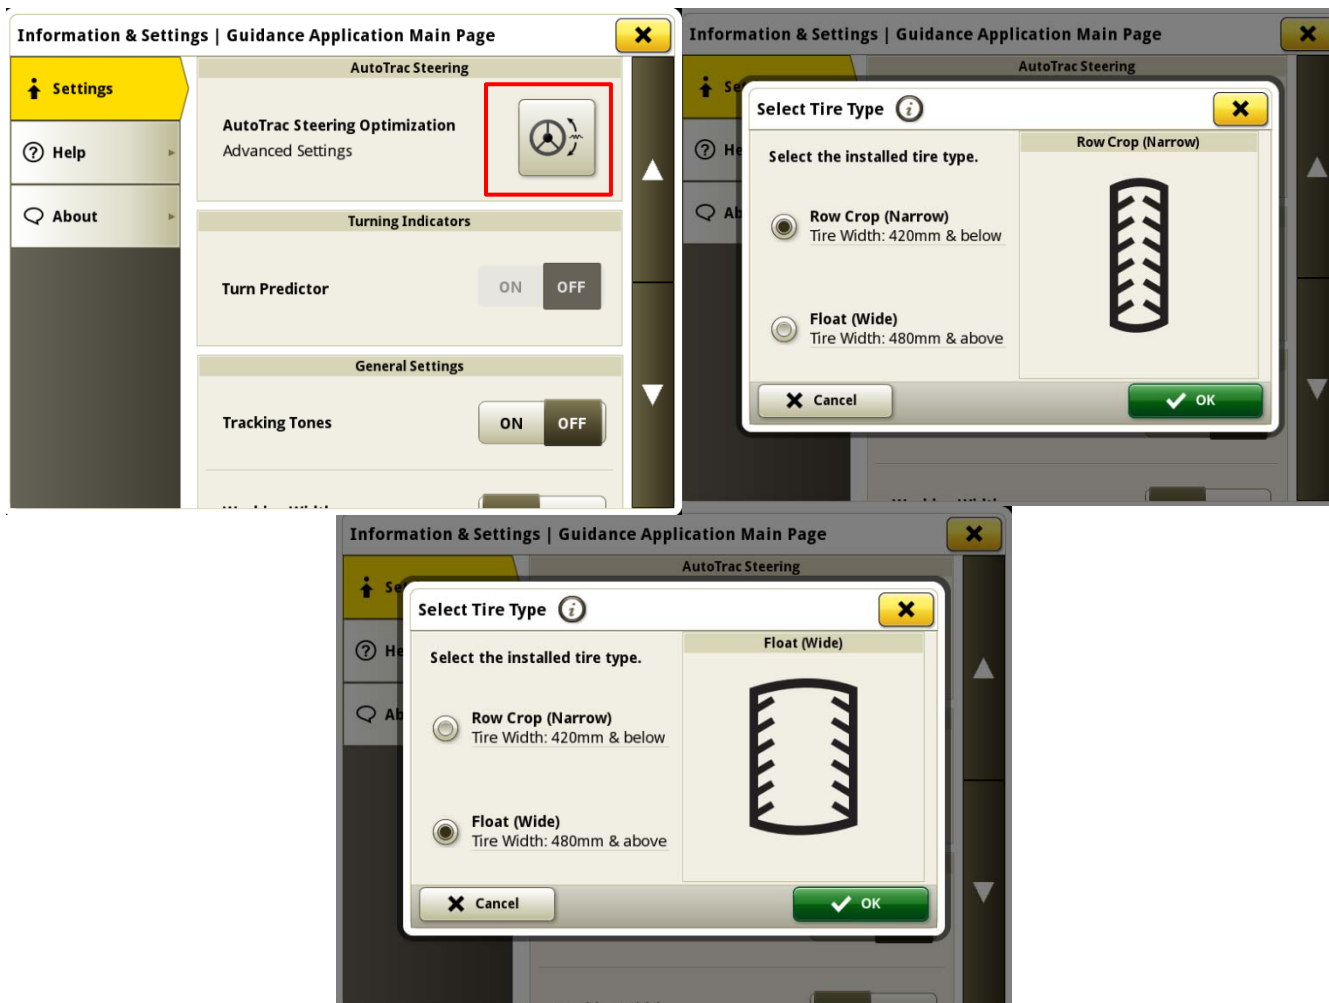 Information & Settings | Guidance Application Main Page
Settings
Help
About
AutoTrac Steering
AutoTrac Steering Optimization
Advanced Settings
Turning Indicators
Turn Predictor
ON OFF
General Settings
Tracking Tones
ON OFF
Information & Settings | Guidance Application Main Page
AutoTrac Steering
Select Tire Type
Select the installed tire type.
Row Crop (Narrow)
Tire Width: 420mm & below
Float (Wide)
Tire Width: 480mm & above
Row Crop (Narrow)
Cancel
OK
Information & Settings | Guidance Application Main Page
AutoTrac Steering
Select Tire Type
Select the installed tire type.
Row Crop (Narrow)
Tire Width: 420mm & below
Float (Wide)
Tire Width: 480mm & above
Float (Wide)
Cancel
OK